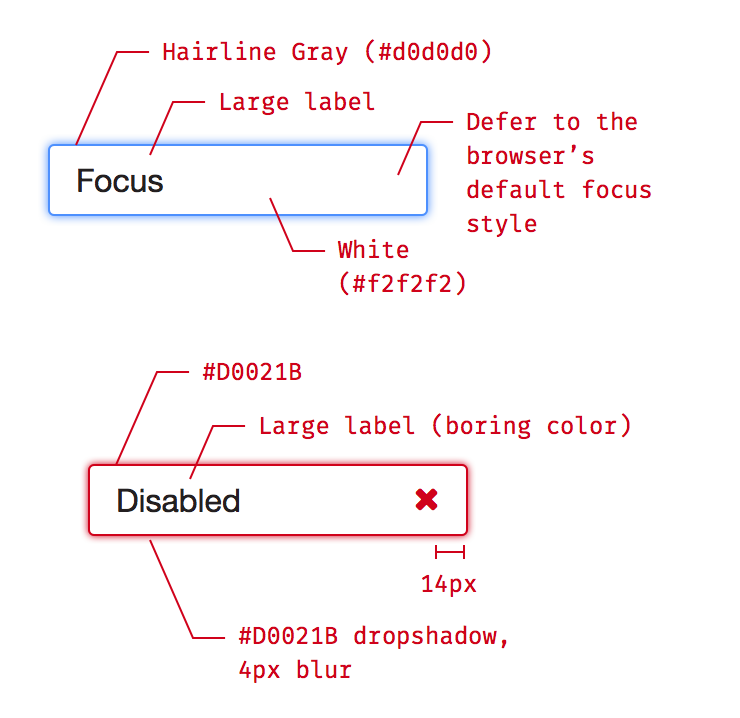 Hairline Gray (#d0d0d0)
Large label
Defer to the
browser’s
default focus
style
Focus
White
(#f2f2f2)
#D0021B
Large label (boring color)
Disabled
14px
#D0021B dropshadow,
4px blur